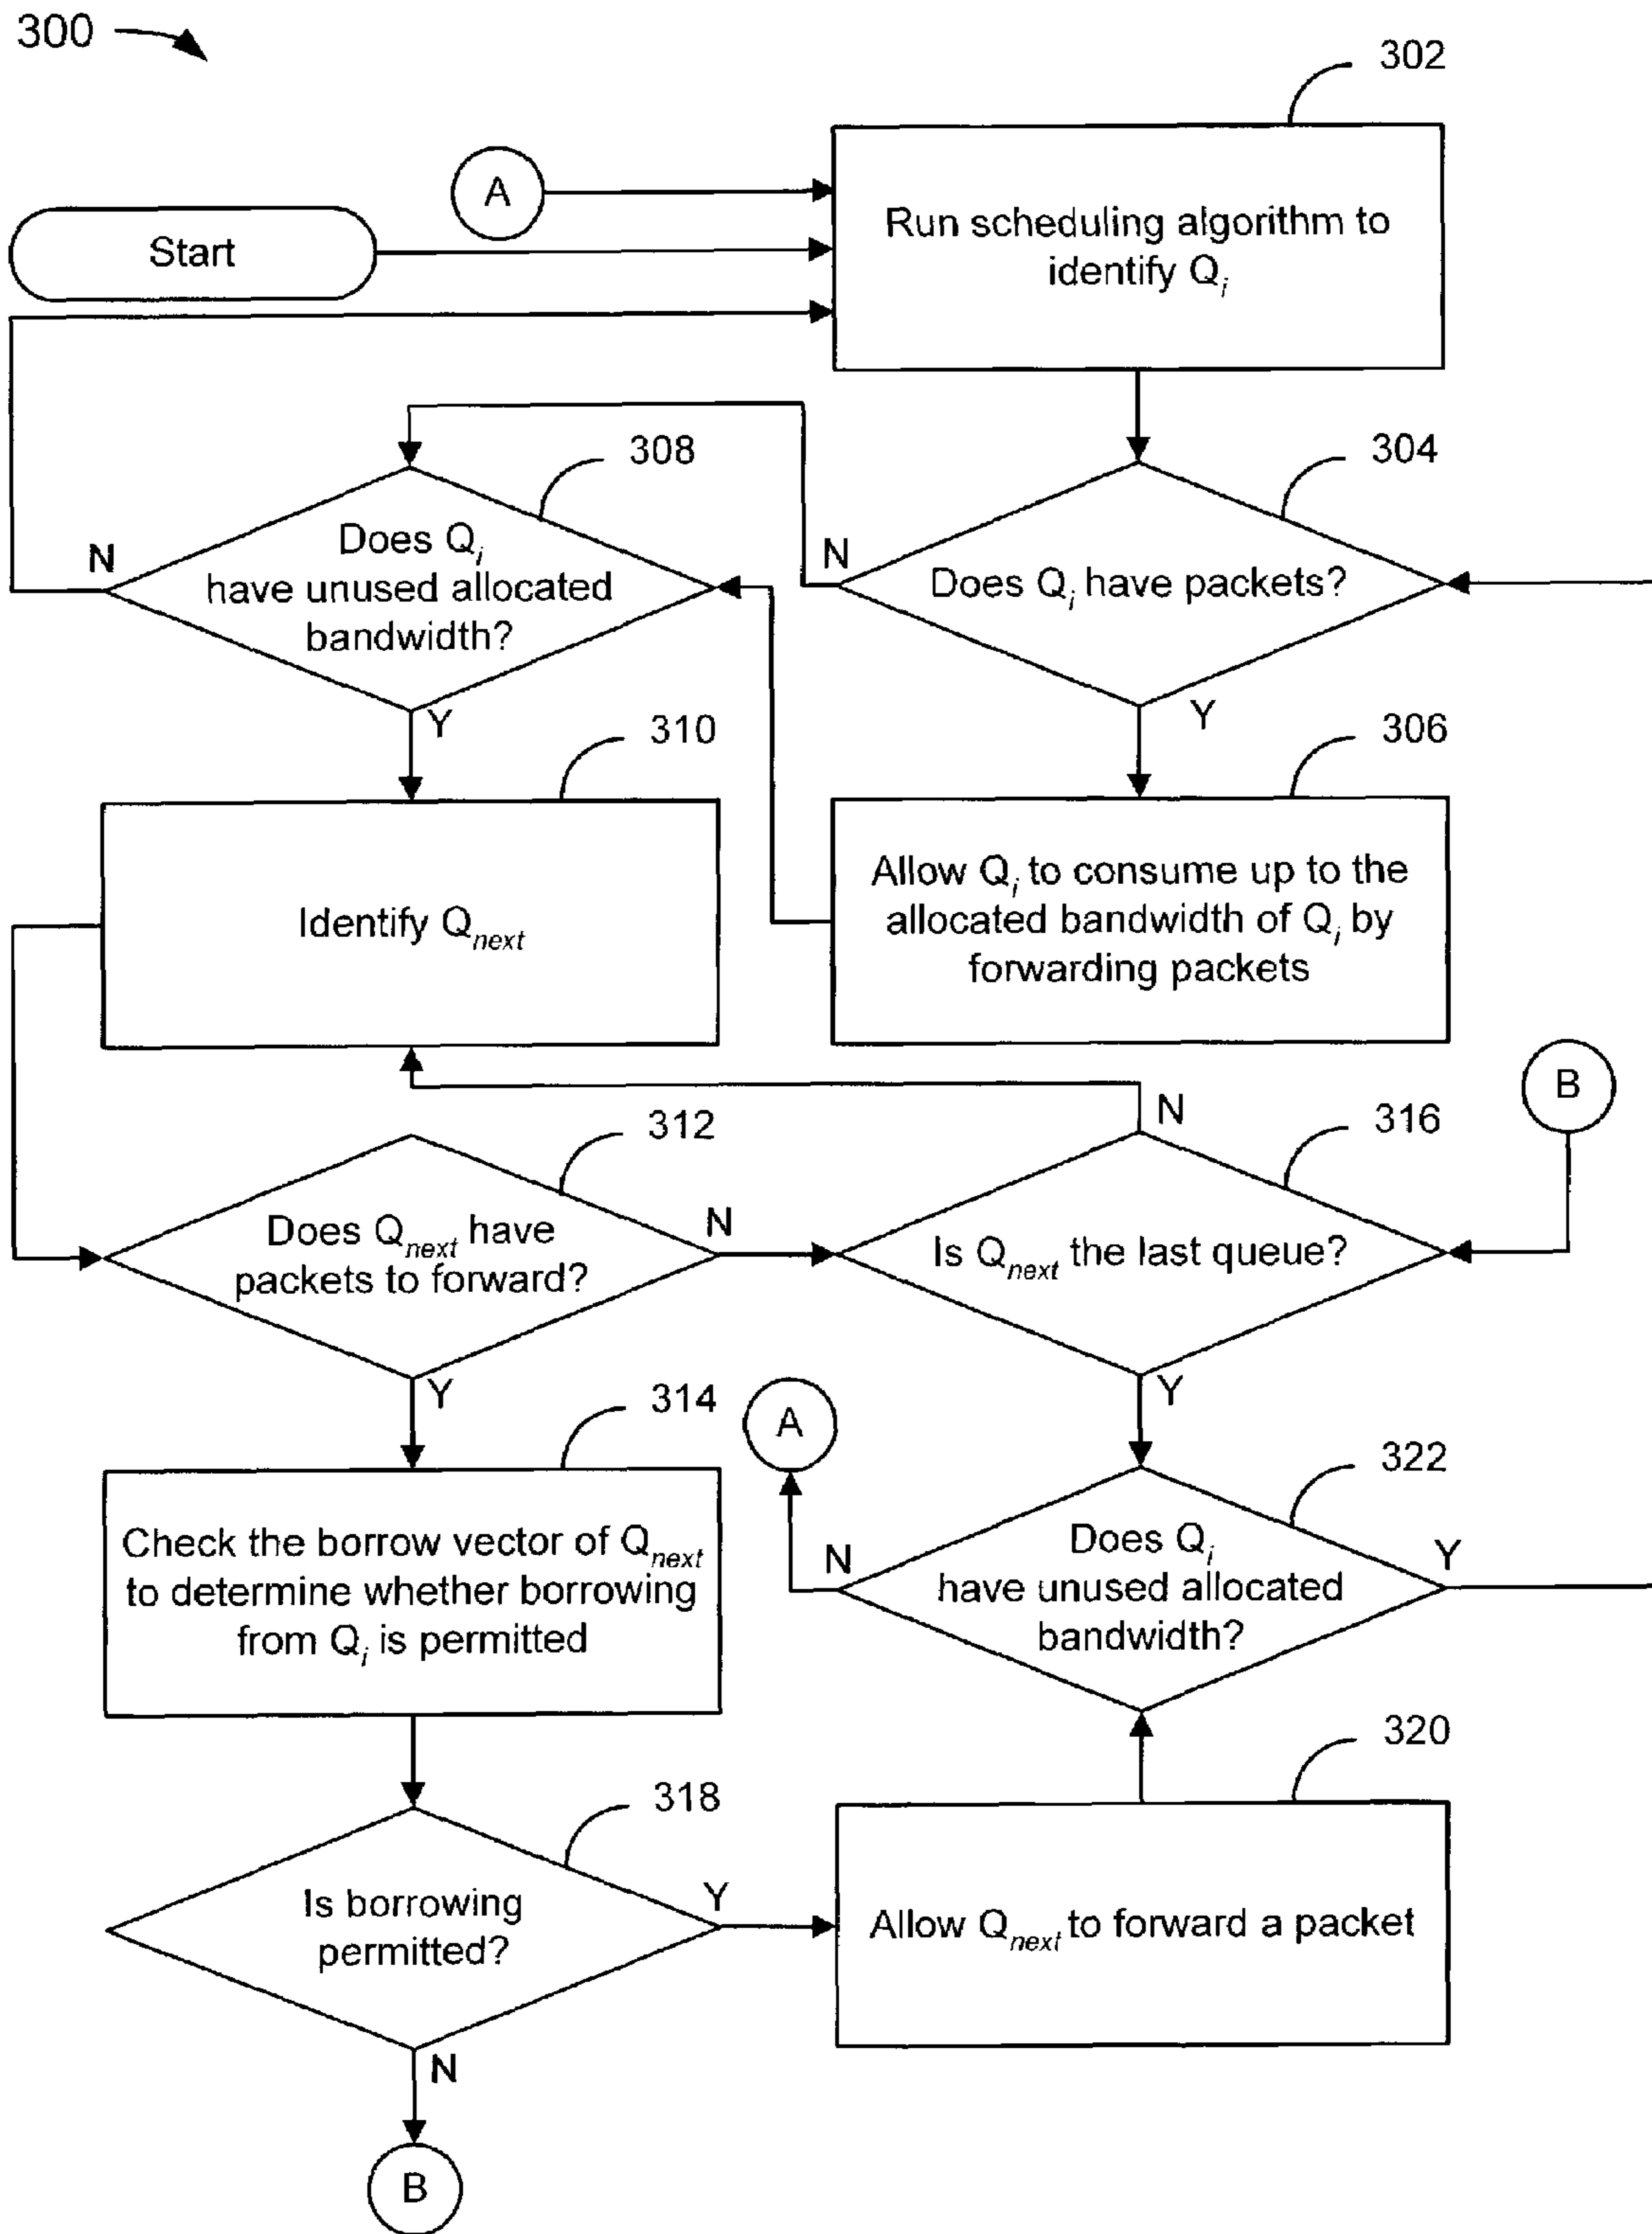 300
302
A
Start
Run scheduling algorithm to
identify Qi
308
304
N
Does Qi
have unused allocated
bandwidth?
N
Does Qi have packets?
Y
310
Y
306
Identify Qnext
Allow Qi to consume up to the
allocated bandwidth of Qi by
forwarding packets
B
312
N
316
Does Qnext have
packets to forward?
N
Is Qnext the last queue?
Y
314
A
Y
322
Check the borrow vector of Qnext
to determine whether borrowing
from Qi is permitted
N
Does Qi
have unused allocated
bandwidth?
Y
318
320
Is borrowing
permitted?
Y
Allow Qnext to forward a packet
N
B